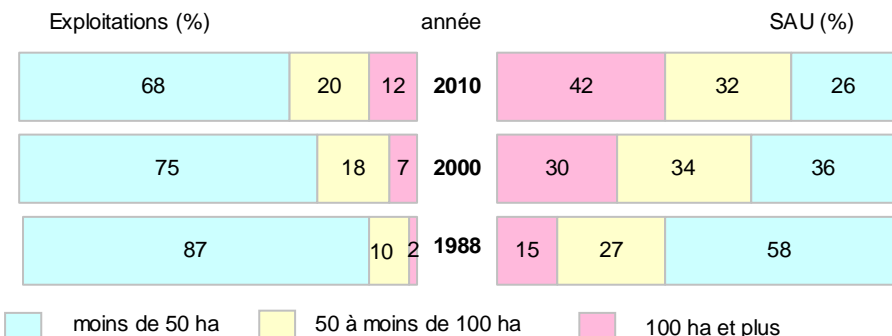 Exploitations (%) année SAU (%)
68 20 12 2010 42 32 26
75 18 7 2000 30 34 36
87 10 2 1988 15 27 58
moins de 50 ha 50 à moins de 100 ha 100 ha et plus